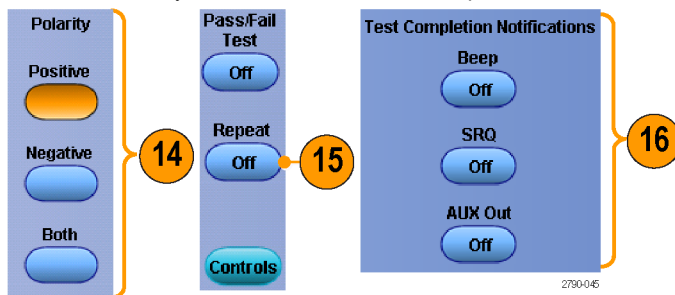 Polarity
Positive
Negative
Both
14
Pass/Fail
Test
Off
Repeat
Off
15
Controls
Test Completion Notifications
Beep
Off
SRQ
Off
AUX Out
Off
16
2790-045